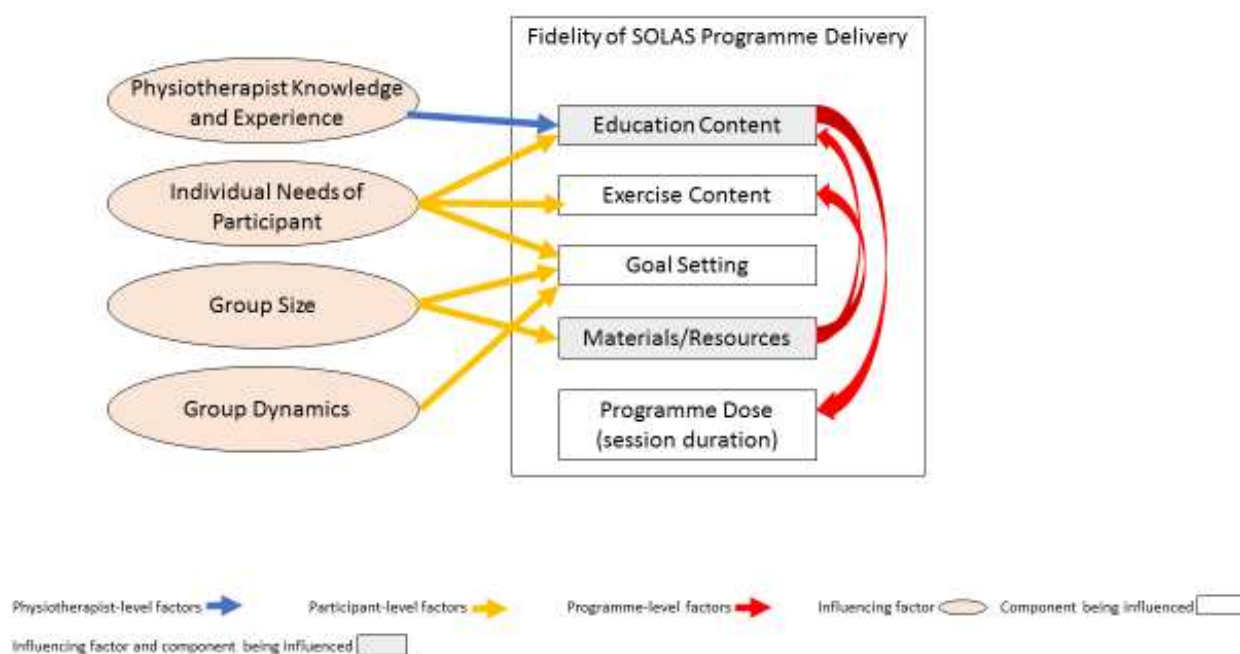 Fidelity of SOLAS Programme Delivery
Physiotherapist Knowledge
and Experience
Education Content
Individual Needs of
Participant
Exercise Content
Goal Setting
Group Size
Materials/Resources
Group Dynamics
Programme Dose
(session duration)
Physiotherapist-level factors
Participant-level factors
Programme-level factors
Influencing factor
Component being influenced
Influencing factor and component being influenced